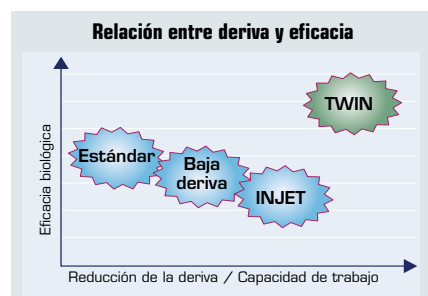 Relación entre deriva y eficacia
Eficacia biológica
TWIN
Estándar
Baja
deriva
INJET
Reducción de la deriva / Capacidad de trabajo